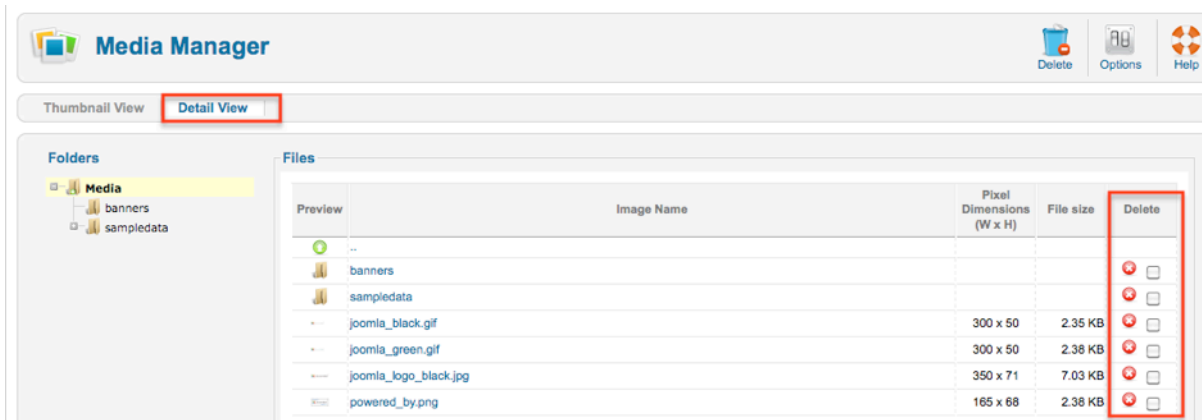 Media Manager
Delete
Options
Help
Thumbnail View
Detail View
Folders
Media
banners
sampledata
Files
Preview
Image Name
Pixel
Dimensions
(W x H)
File size
Delete
..
banners
sampledata
joomla_black.gif 300 x 50 2.35 KB
joomla_green.gif 300 x 50 2.38 KB
joomla_logo_black.jpg 350 x 71 7.03 KB
powered_by.png 165 x 68 2.38 KB